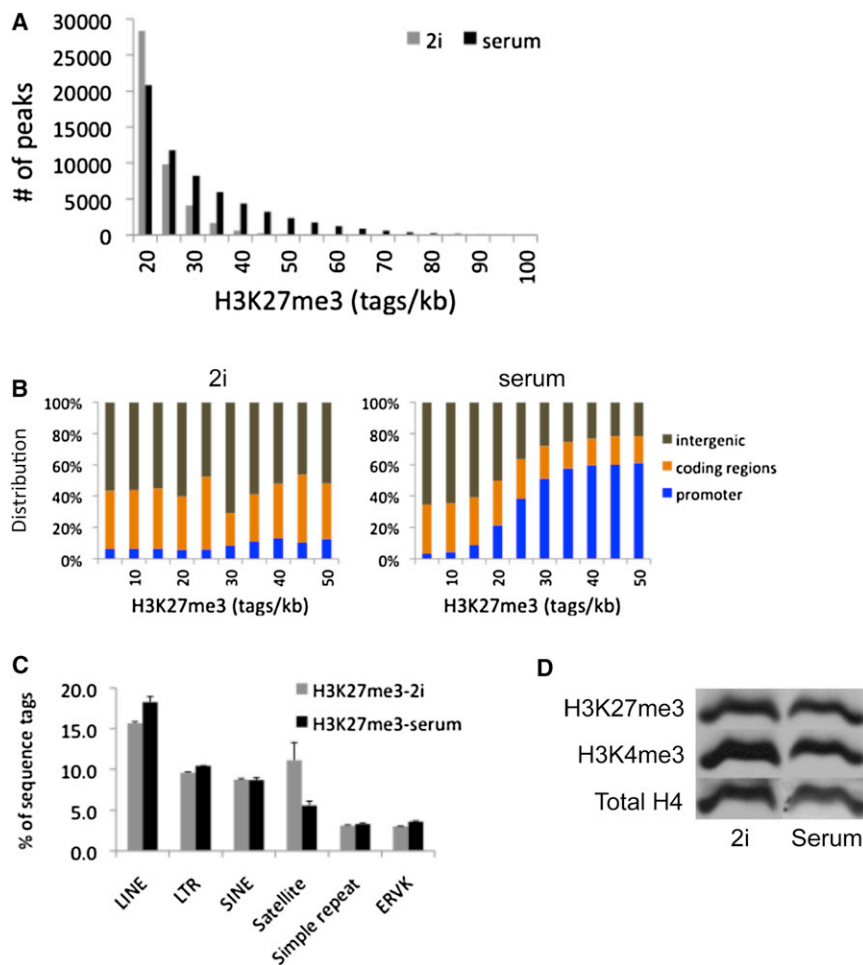 A
30000
25000
20000
15000
10000
5000
0
# of peaks
2i serum
20 30 40 50 60 70 80 90 100
H3K27me3 (tags/kb)
B
2i
serum
100%
80%
60%
40%
20%
0%
Distribution
10 20 30 40 50
H3K27me3 (tags/kb)
100%
80%
60%
40%
20%
0%
10 20 30 40 50
H3K27me3 (tags/kb)
intergenic
coding regions
promoter
C
20.0
15.0
10.0
5.0
0.0
% of sequence tags
H3K27me3-2i
H3K27me3-serum
LINE LTR SINE Satellite Simple repeat ERVK
D
H3K27me3
H3K4me3
Total H4
2i Serum